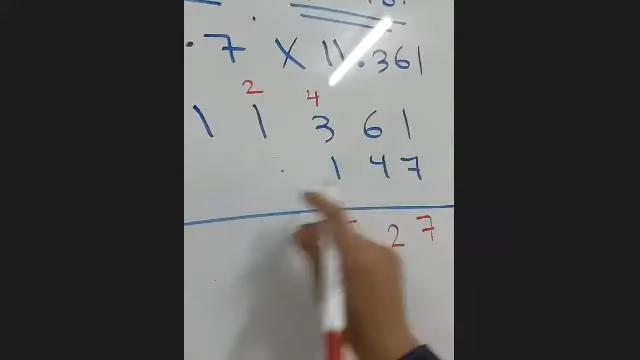 .7 X 11.361
2 4
1 1 3 6 1
1 4 7
2 7